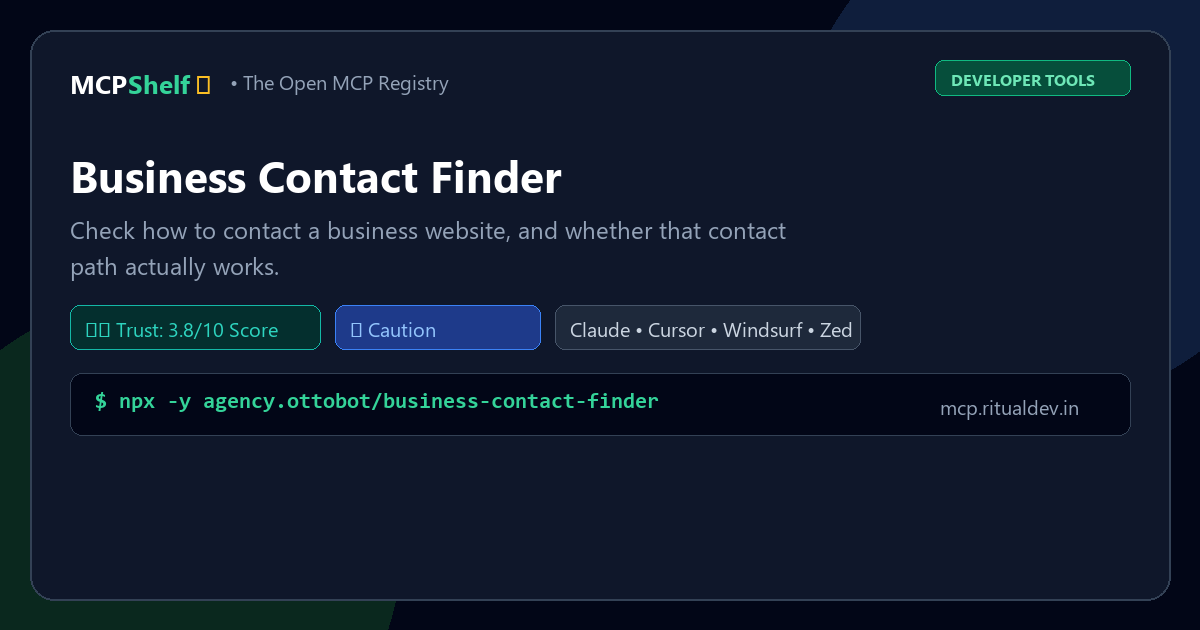 MCPShelf • The Open MCP Registry
DEVELOPER TOOLS
Business Contact Finder
Check how to contact a business website, and whether that contact
path actually works.
Trust: 3.8/10 Score
Caution
Claude • Cursor • Windsurf • Zed
$ npx -y agency.ottobot/business-contact-finder
mcp.ritualdev.in